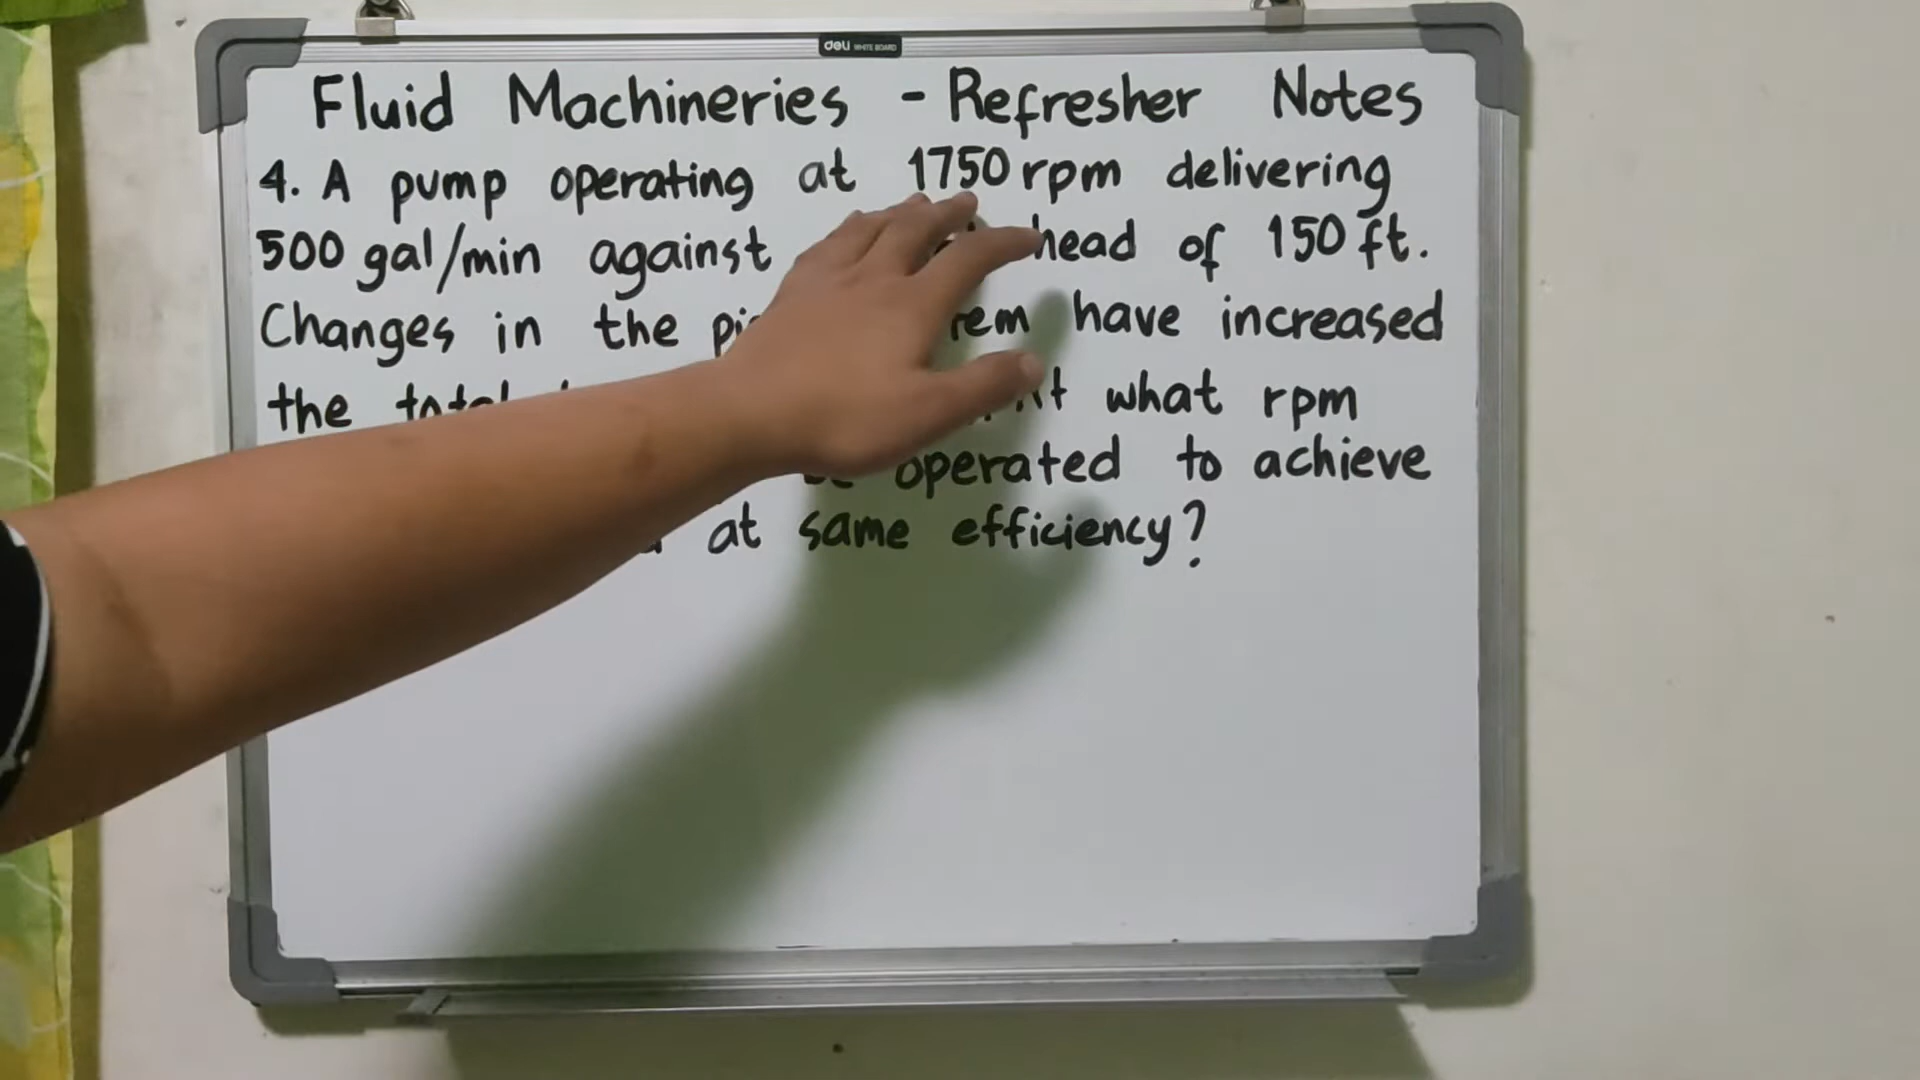 deli WHITE BOARD
Fluid Machineries - Refresher Notes
4. A pump operating at 1750 rpm delivering
500 gal/min against head of 150 ft.
Changes in the have increased
the what rpm
operated to achieve
at same efficiency?